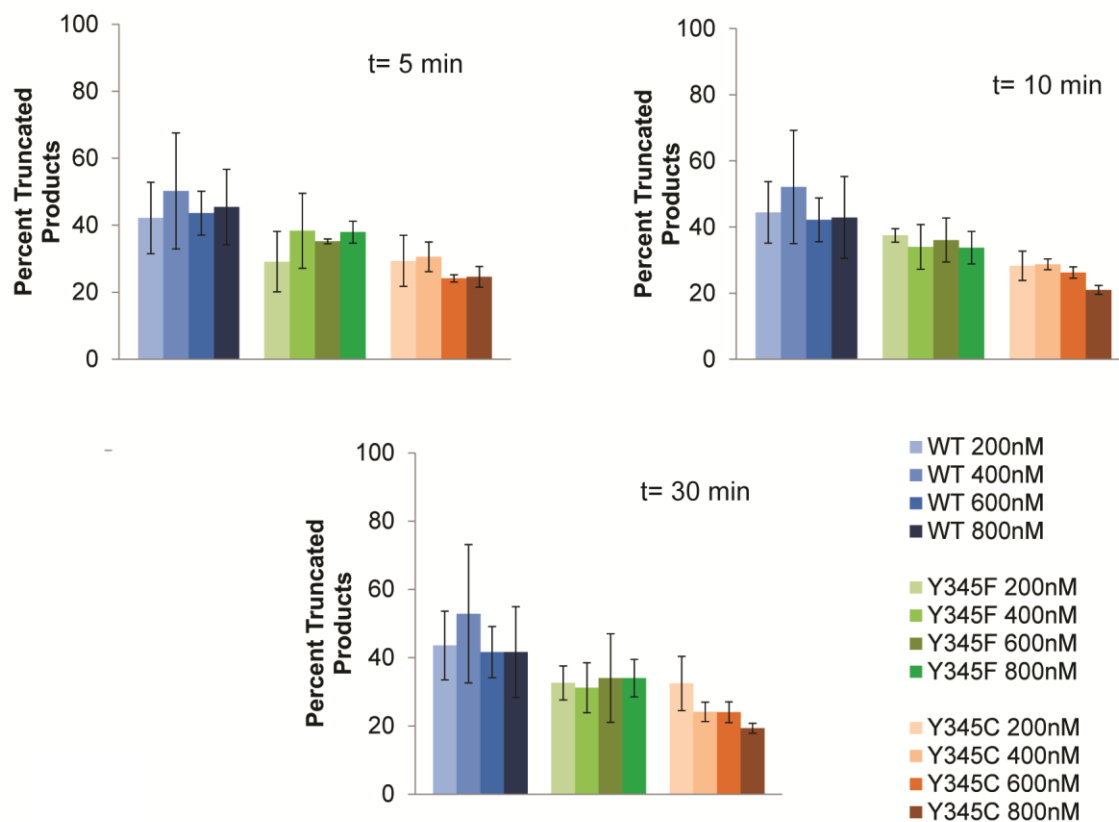 100
80
60
40
20
0
Percent Truncated
Products
t= 5 min
100
80
60
40
20
0
Percent Truncated
Products
t= 10 min
100
80
60
40
20
0
Percent Truncated
Products
t= 30 min
WT 200nM
WT 400nM
WT 600nM
WT 800nM
Y345F 200nM
Y345F 400nM
Y345F 600nM
Y345F 800nM
Y345C 200nM
Y345C 400nM
Y345C 600nM
Y345C 800nM